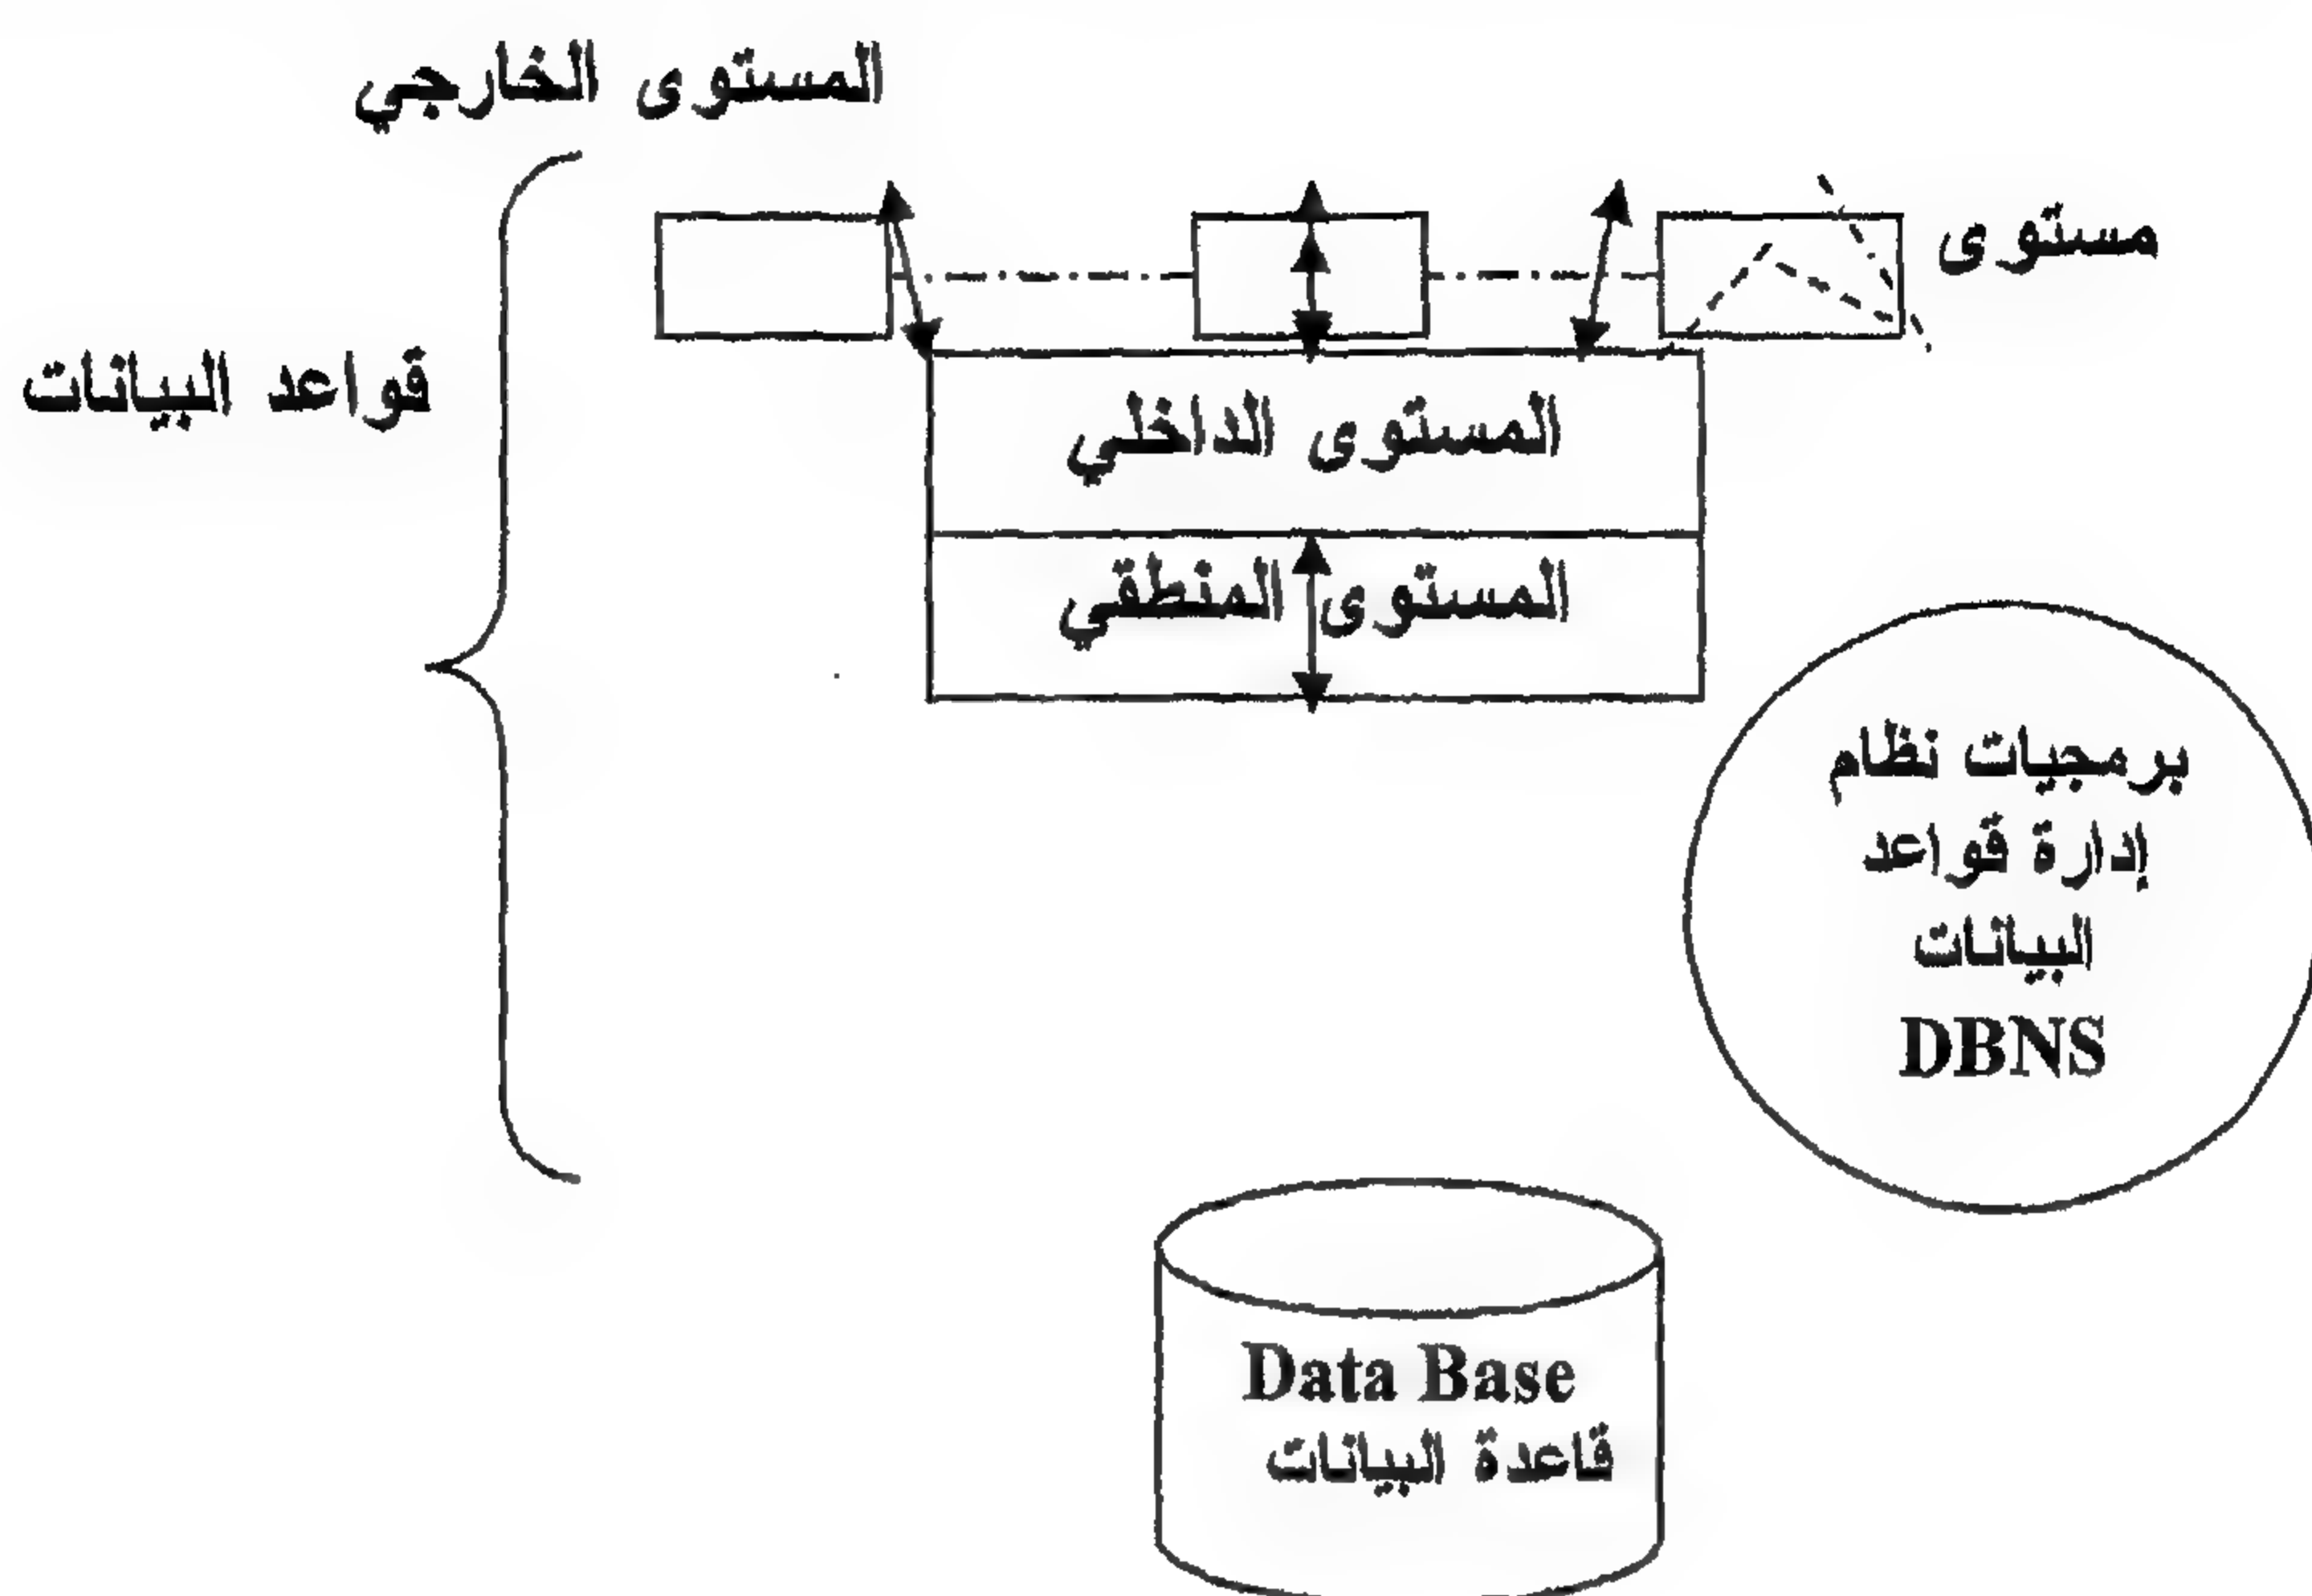 المستوى الخارجي
مستوى
قواعد البيانات
المستوى الداخلي
المستوى المنطقي
برمجيات نظام
إدارة قواعد
البيانات
DBNS
Data Base
قاعدة البيانات